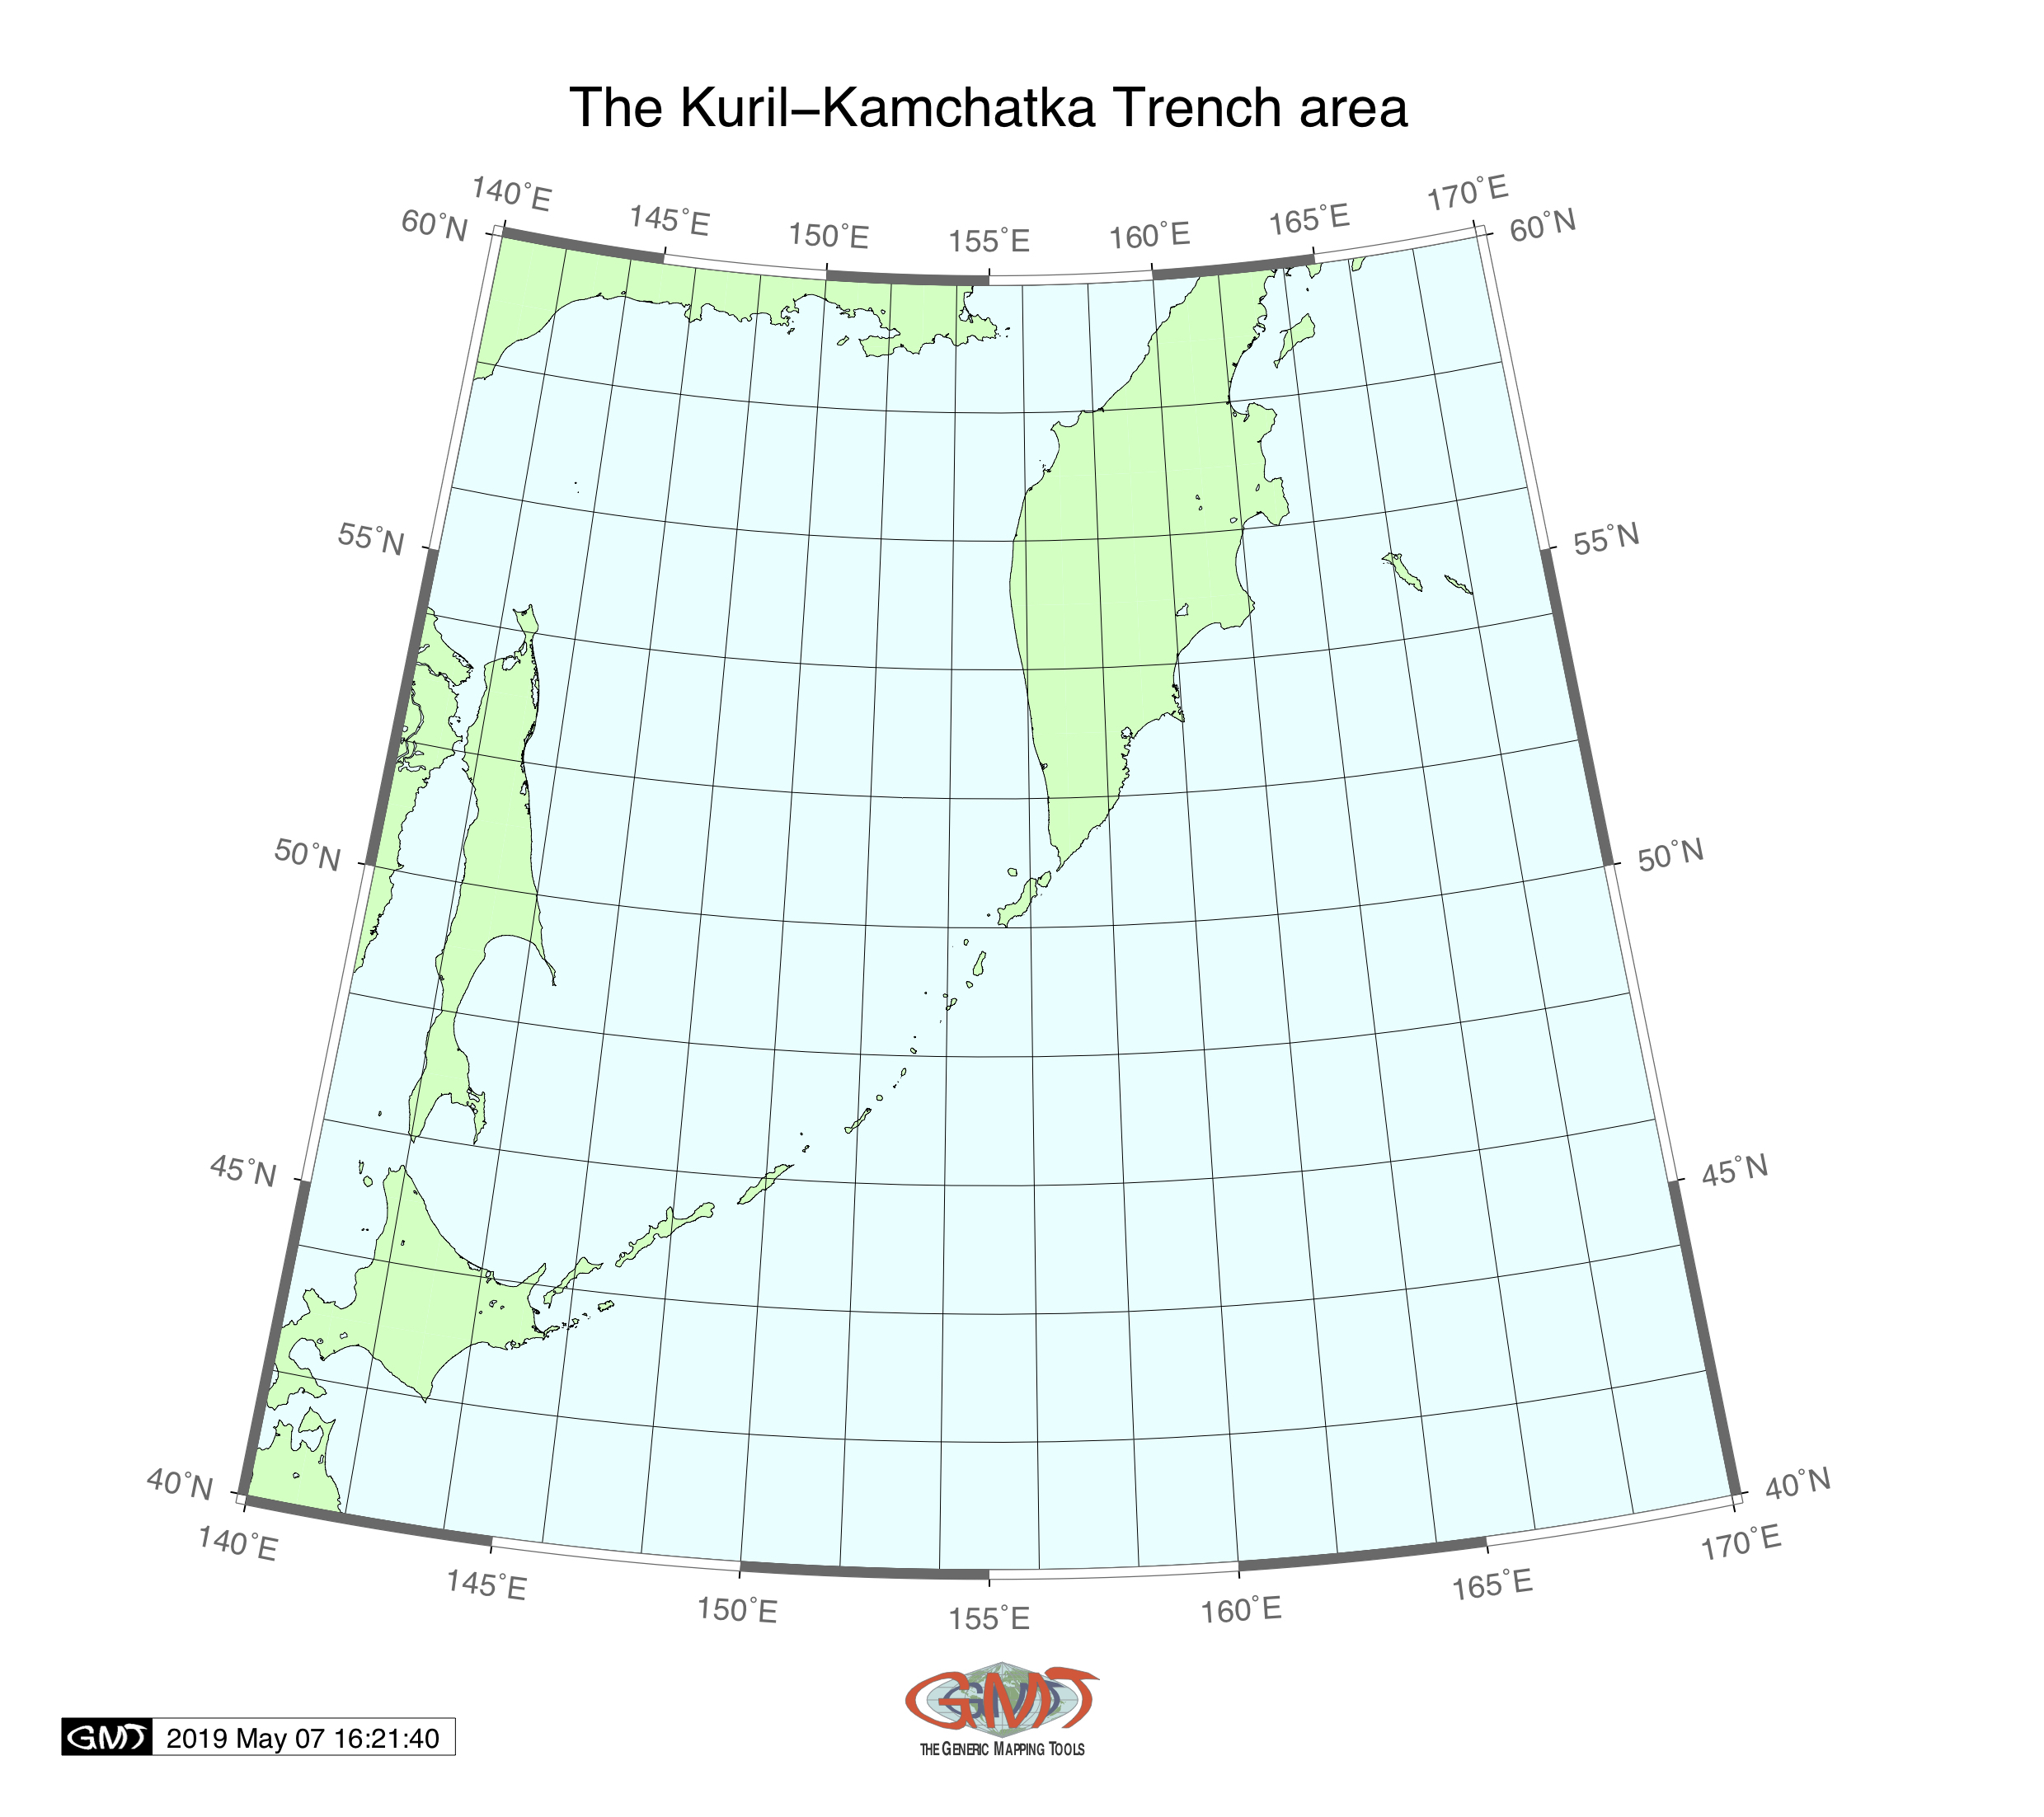 The Kuril–Kamchatka Trench area
140°E 145°E 150°E 155°E 160°E 165°E 170°E
60°N 60°N
55°N 55°N
50°N 50°N
45°N 45°N
40°N 40°N
140°E 145°E 150°E 155°E 160°E 165°E 170°E
GMT
THE GENERIC MAPPING TOOLS
GMT 2019 May 07 16:21:40